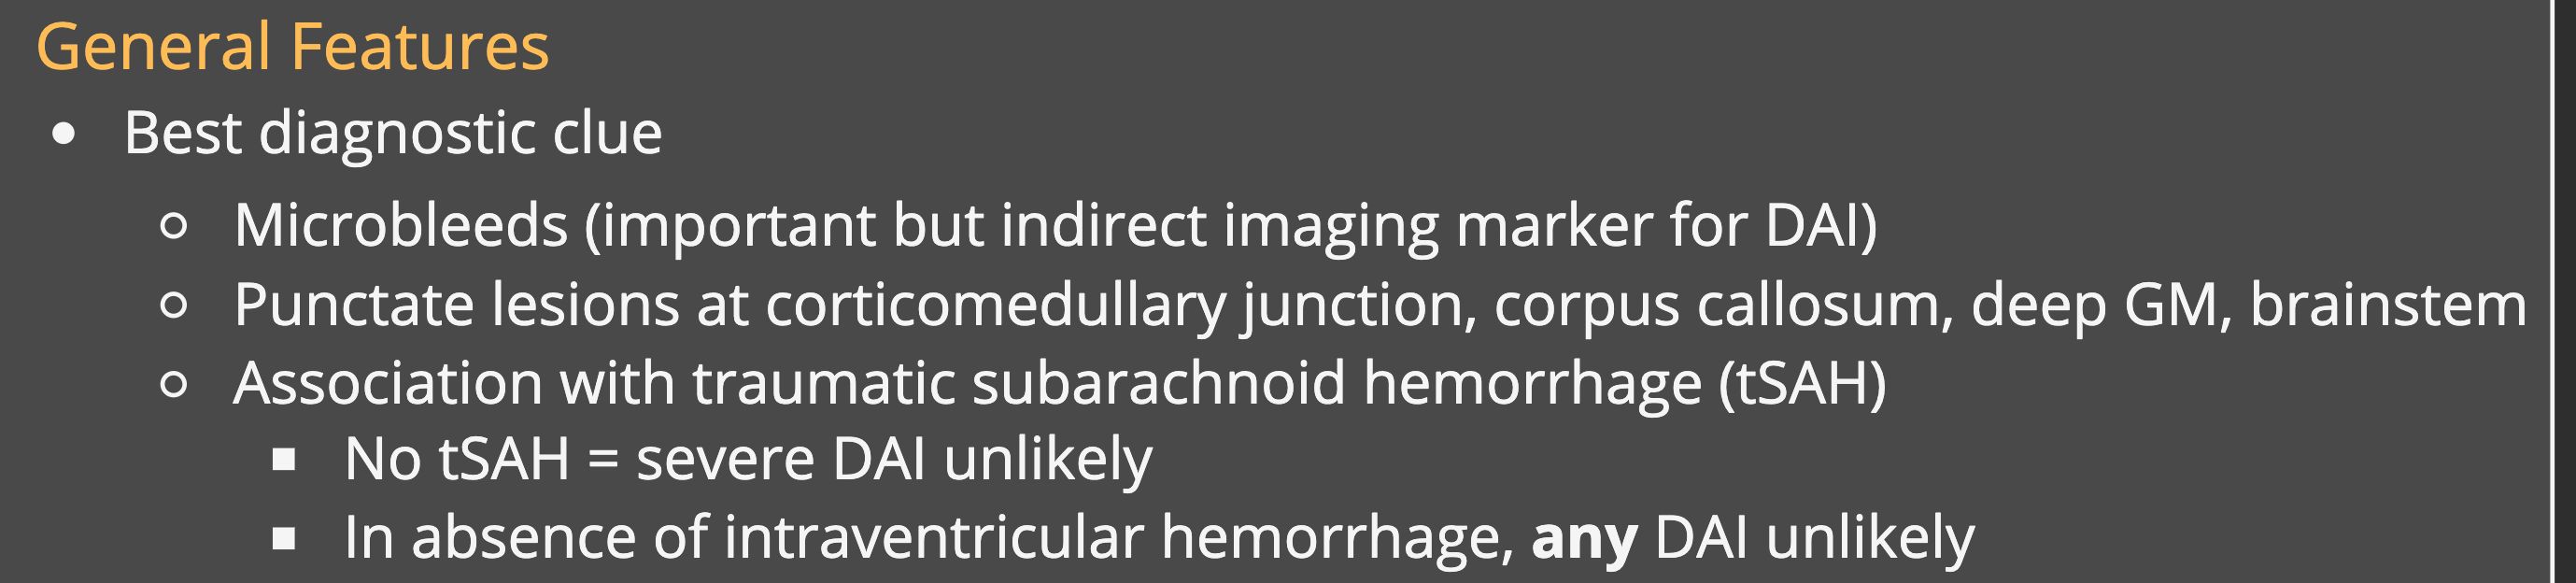 General Features
Best diagnostic clue
Microbleeds (important but indirect imaging marker for DAI)
Punctate lesions at corticomedullary junction, corpus callosum, deep GM, brainstem
Association with traumatic subarachnoid hemorrhage (tSAH)
No tSAH = severe DAI unlikely
In absence of intraventricular hemorrhage, any DAI unlikely